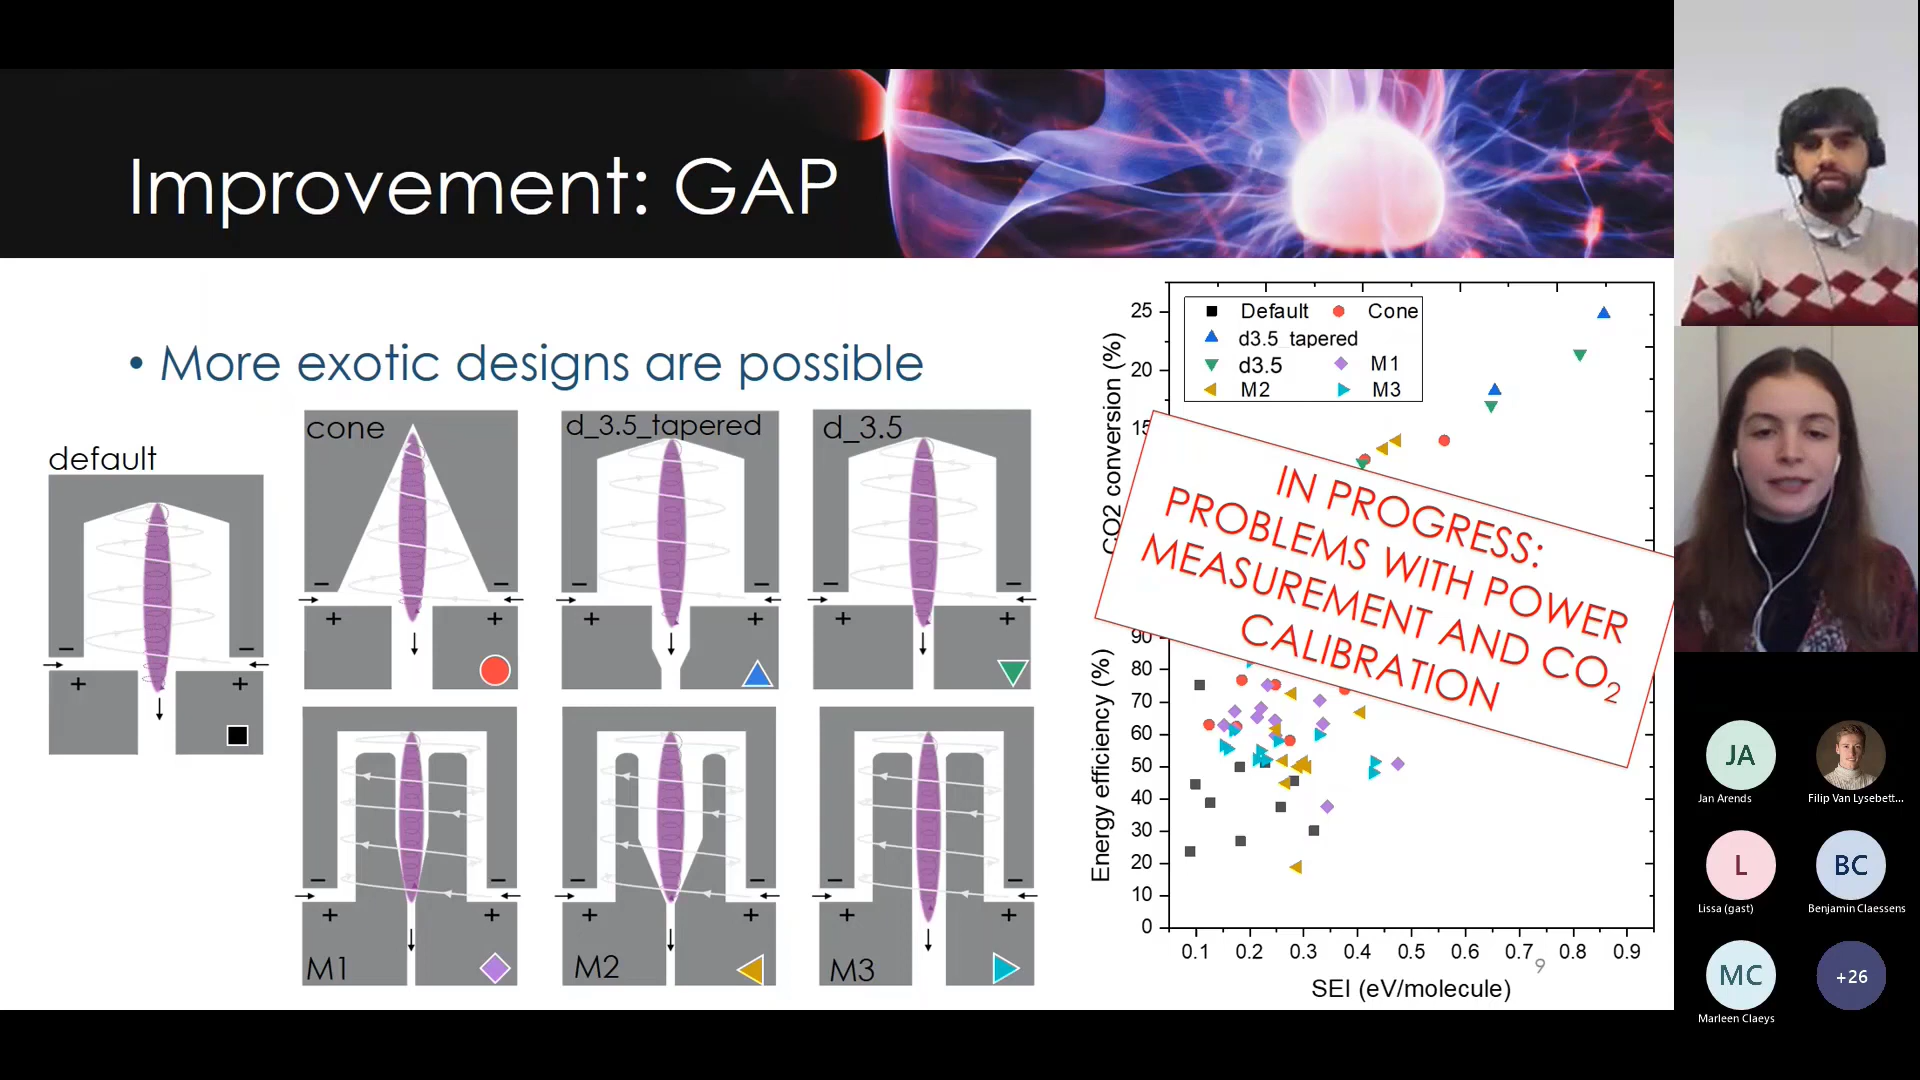 Improvement: GAP
• More exotic designs are possible
default
− −
+ +
cone
− −
+ +
d_3.5_tapered
− −
+ +
d_3.5
− −
+ +
− −
+ +
M1
− −
+ +
M2
− −
+ +
M3
Default Cone
d3.5_tapered
d3.5 M1
M2 M3
CO2 conversion (%)
25
20
15
IN PROGRESS:
PROBLEMS WITH POWER
MEASUREMENT AND CO2
CALIBRATION
Energy efficiency (%)
90
80
70
60
50
40
30
20
10
0
0.1 0.2 0.3 0.4 0.5 0.6 0.7 0.8 0.9
SEI (eV/molecule)
9
JA
Jan Arends
Filip Van Lysebett...
L
Lissa (gast)
BC
Benjamin Claessens
MC
Marleen Claeys
+26